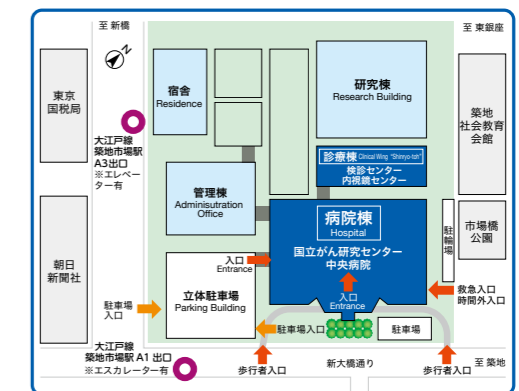 至 新橋
至 東銀座
N
東京
国税局
宿舎
Residence
研究棟
Research Building
築地
社会教育
会館
大江戸線
築地市場駅
A3出口
※エレベー
ター有
診療棟 Clinical Wing "Shinryo-toh"
検診センター
内視鏡センター
管理棟
Adminisutration
Office
病院棟
Hospital
国立がん研究センター
中央病院
駐輪場
市場橋
公園
朝日
新聞社
入口
Entrance
入口
Entrance
救急入口
時間外入口
駐車場
入口
立体駐車場
Parking Building
駐車場入口
駐車場
大江戸線
築地市場駅 A1 出口
※エスカレーター有
新大橋通り
至 築地
歩行者入口
歩行者入口